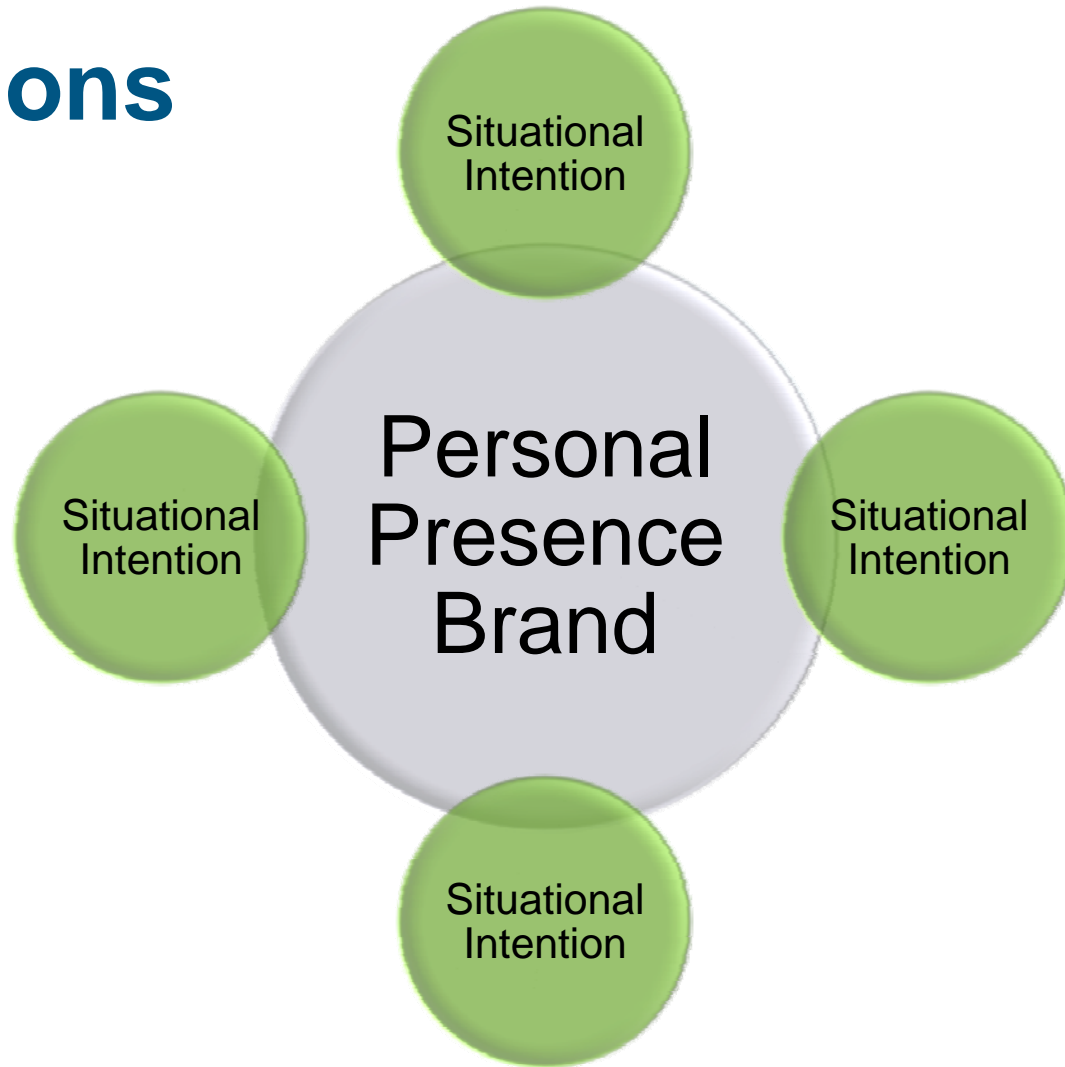 ons
Situational
Intention
Situational
Intention
Personal
Presence
Brand
Situational
Intention
Situational
Intention